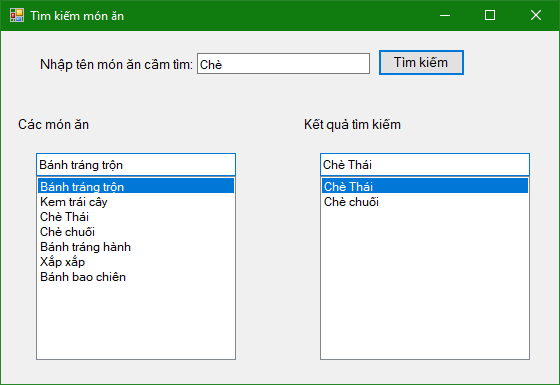 Tìm kiếm món ăn
Nhập tên món ăn cầm tìm: Chè Tìm kiếm
Các món ăn
Kết quả tìm kiếm
Bánh tráng trộn
Bánh tráng trộn
Kem trái cây
Chè Thái
Chè chuối
Bánh tráng hành
Xắp xắp
Bánh bao chiên
Chè Thái
Chè Thái
Chè chuối